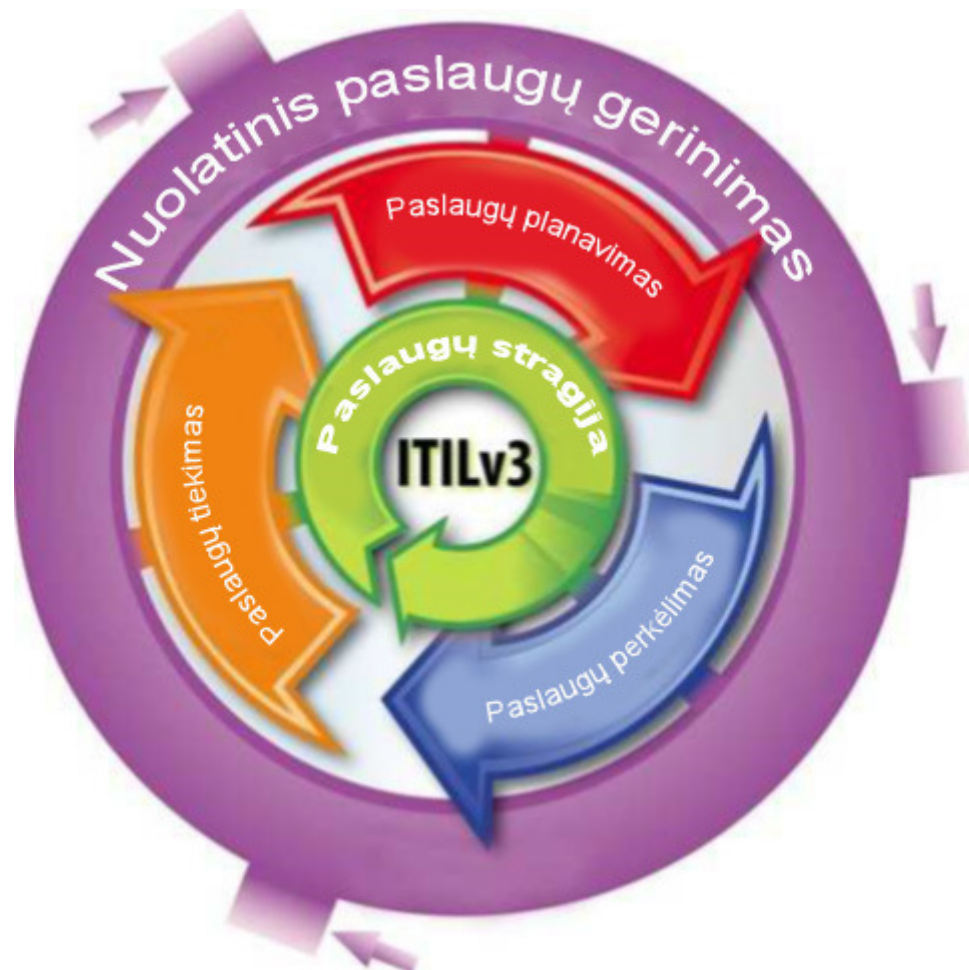 Nuolatinis paslaugų gerinimas
Paslaugų planavimas
Paslaugų stragija
ITILv3
Paslaugų tiekimas
Paslaugų perkėlimas